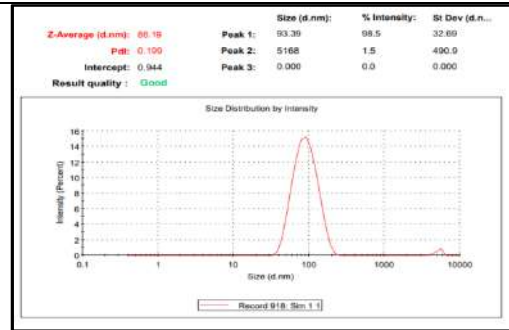 Size (d.nm): % Intensity: St Dev (d.n...
Z-Average (d.nm): 86.19 Peak 1: 93.39 98.5 32.69
PdI: 0.199 Peak 2: 5168 1.5 490.9
Intercept: 0.944 Peak 3: 0.000 0.0 0.000
Result quality : Good
Size Distribution by Intensity
Intensity (Percent)
16
14
12
10
8
6
4
2
0
0.1 1 10 100 1000 10000
Size (d.nm)
Record 918: Sim 1 1